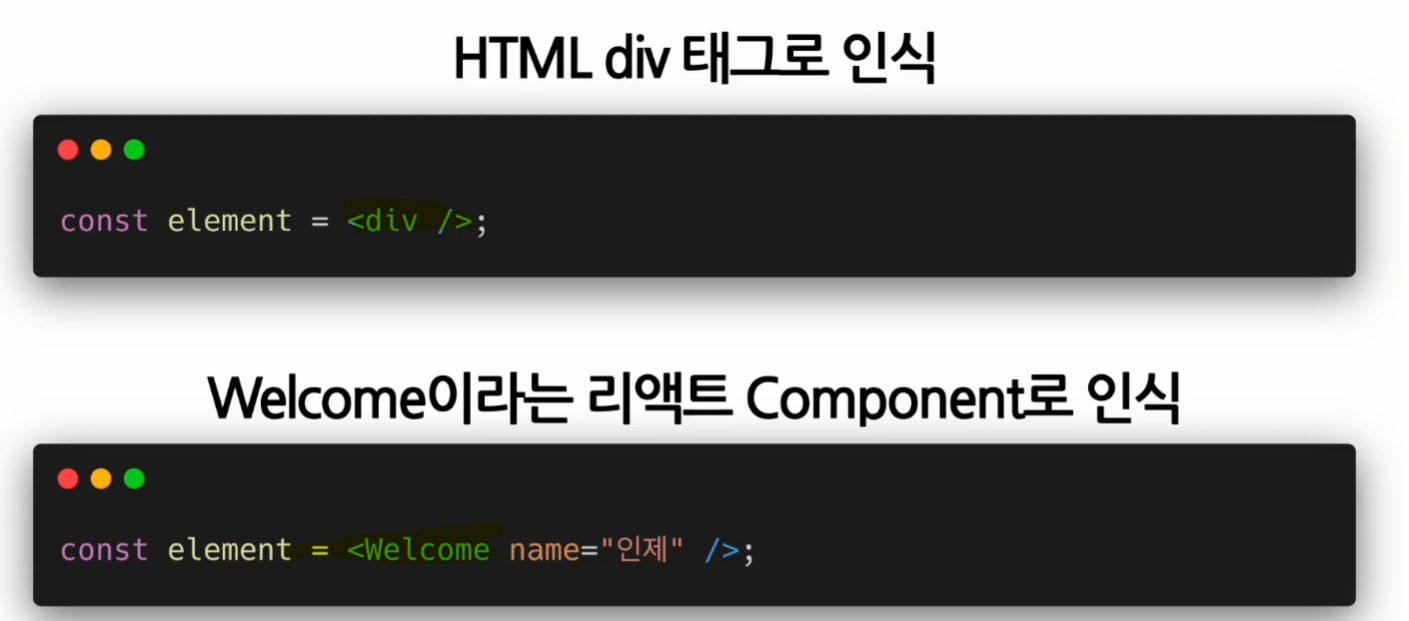 HTML div 태그로 인식
const element = <div />;
Welcome이라는 리액트 Component로 인식
const element = <Welcome name="인제" />;